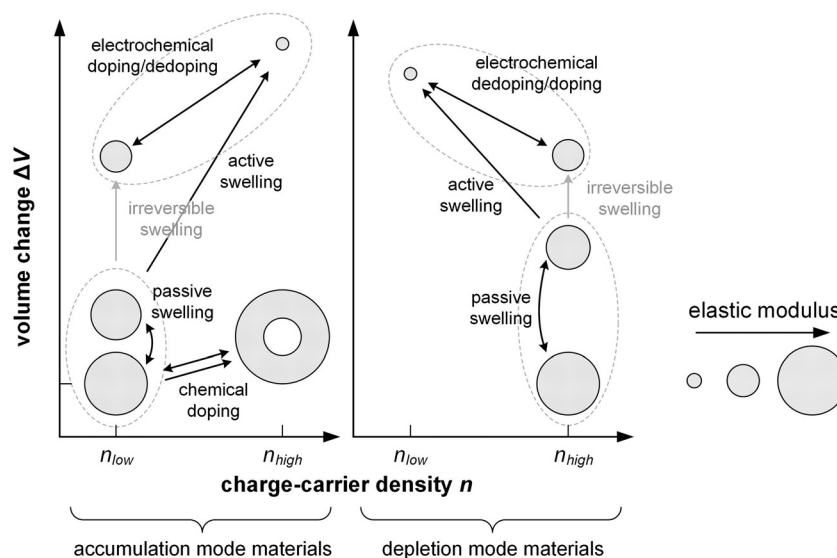 electrochemical
doping/dedoping
active
swelling
irreversible
swelling
passive
swelling
chemical
doping
volume change ΔV
n_low
n_high
electrochemical
dedoping/doping
active
swelling
irreversible
swelling
passive
swelling
n_low
n_high
charge-carrier density n
accumulation mode materials
depletion mode materials
elastic modulus